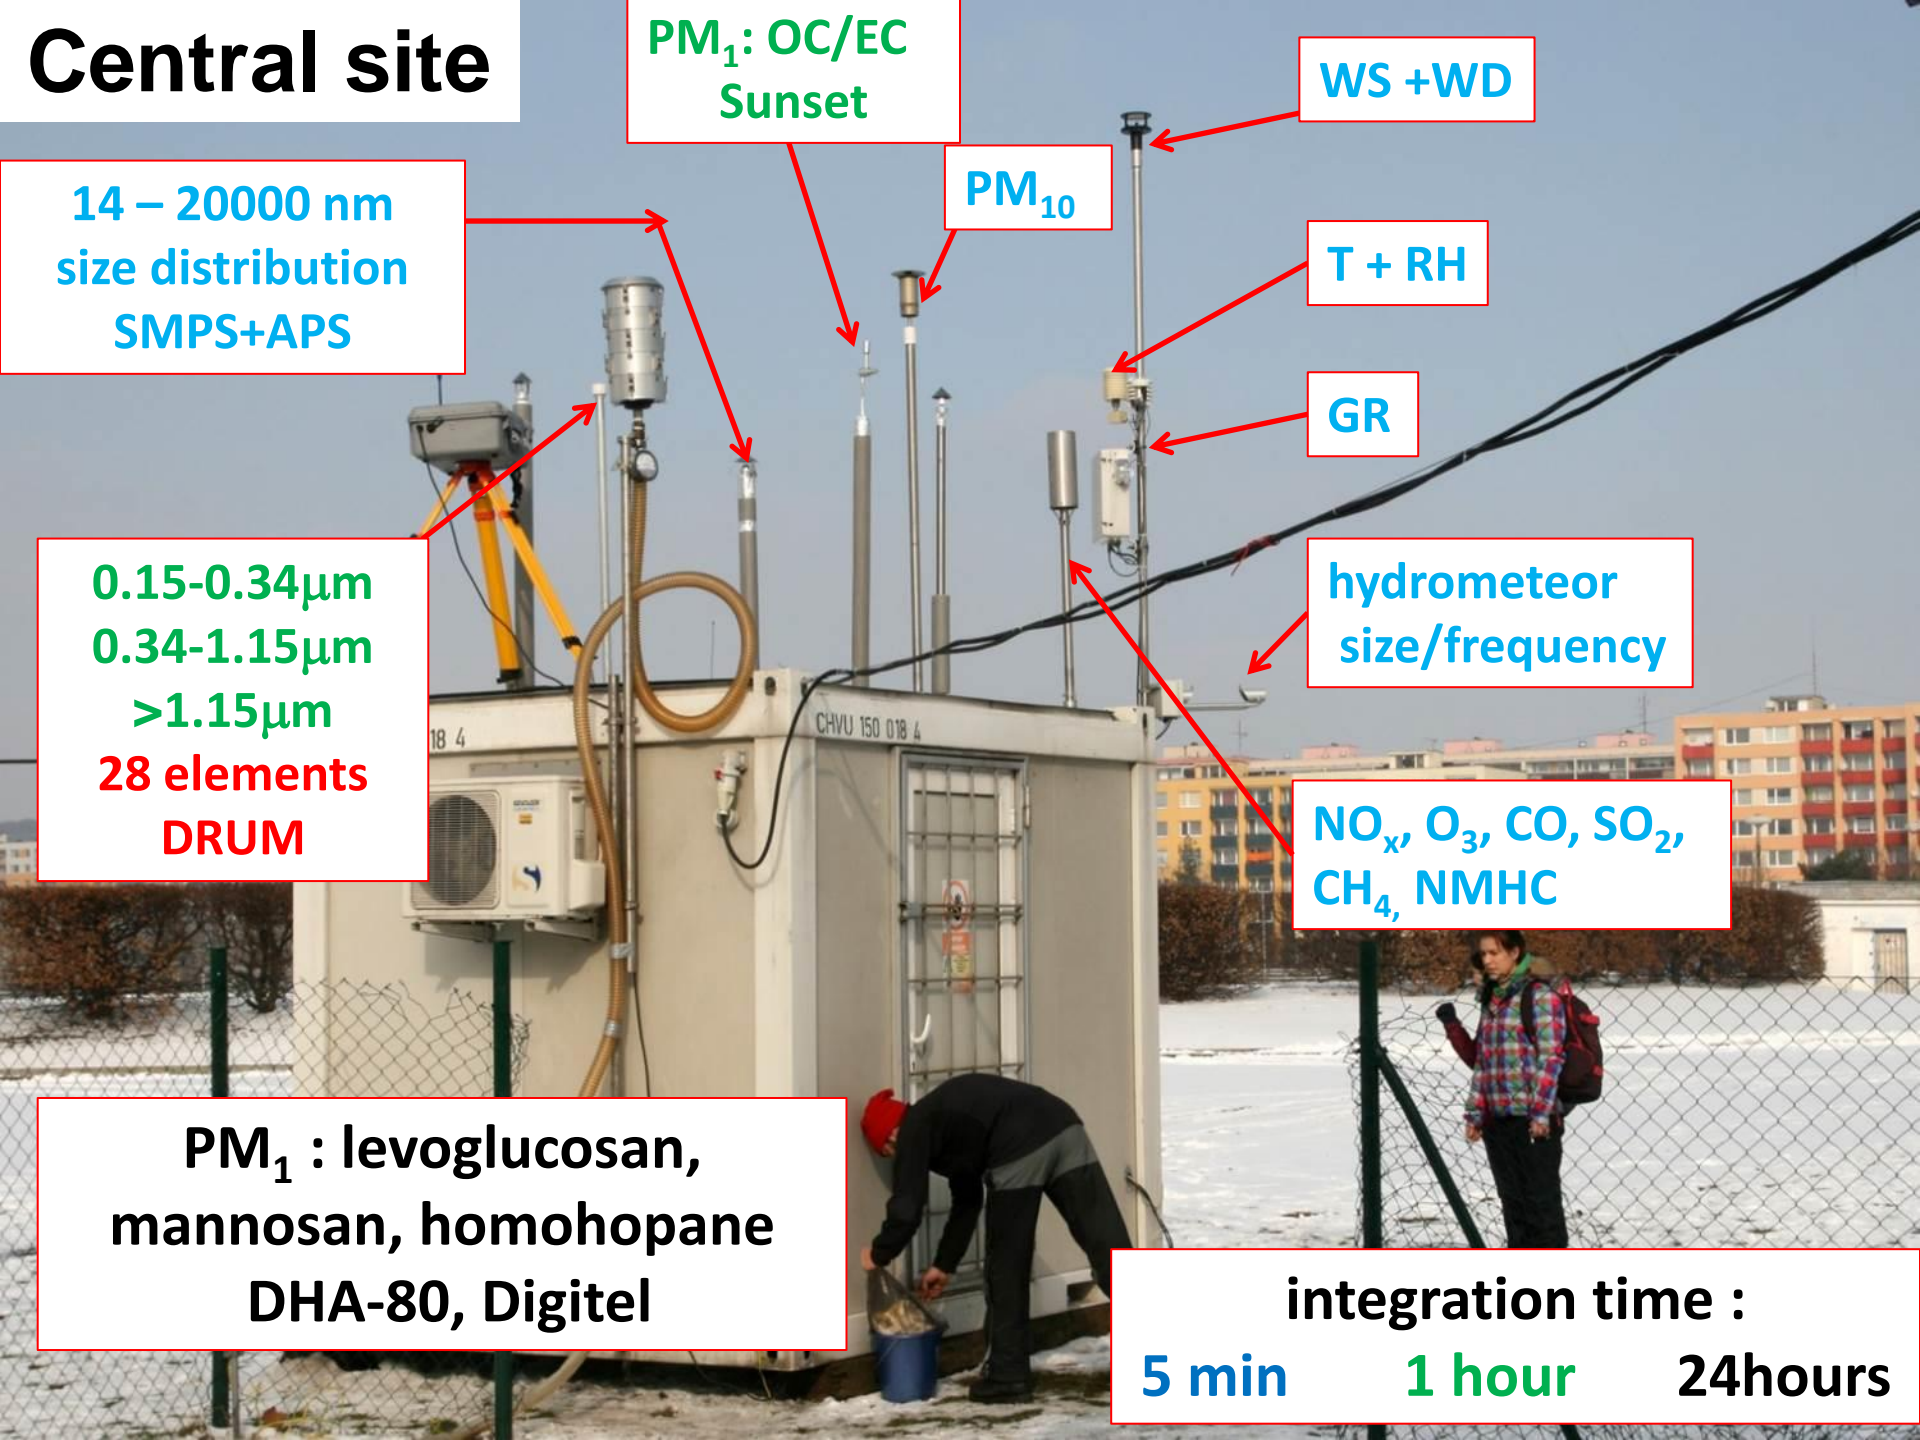 Central site
PM₁: OC/EC
Sunset
WS +WD
14 – 20000 nm
size distribution
SMPS+APS
PM₁₀
T + RH
GR
0.15-0.34μm
0.34-1.15μm
>1.15μm
28 elements
DRUM
hydrometeor
size/frequency
18 4
CHVU 150 018 4
NOₓ, O₃, CO, SO₂,
CH₄, NMHC
PM₁ : levoglucosan,
mannosan, homohopane
DHA-80, Digitel
integration time :
5 min 1 hour 24hours